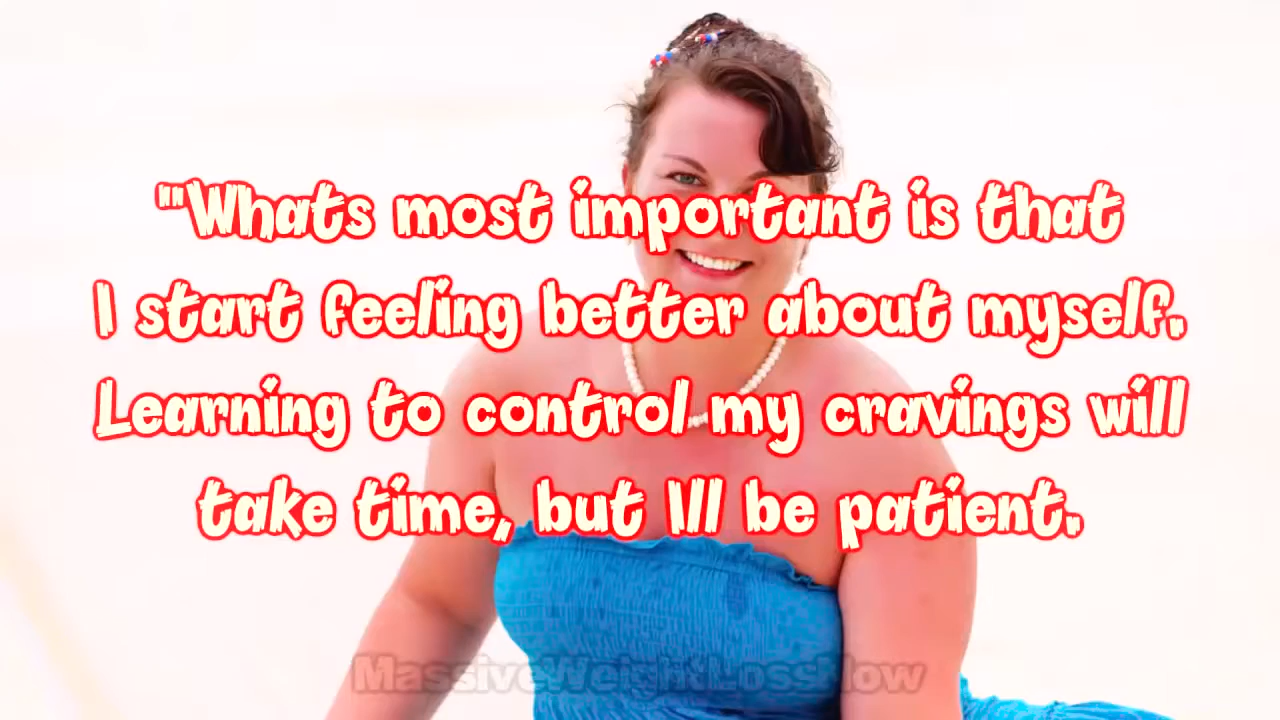 ""Whats most important is that
I start feeling better about myself.
Learning to control my cravings will
take time, but Ill be patient.
MassiveWeightLossNow